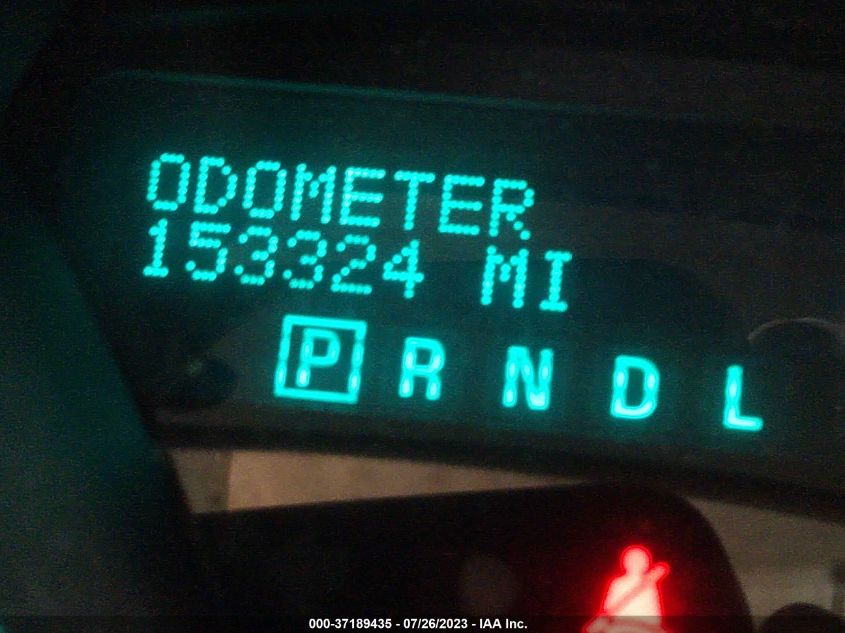 ODOMETER
153324 MI
P R N D L
000-37189435 - 07/26/2023 - IAA Inc.